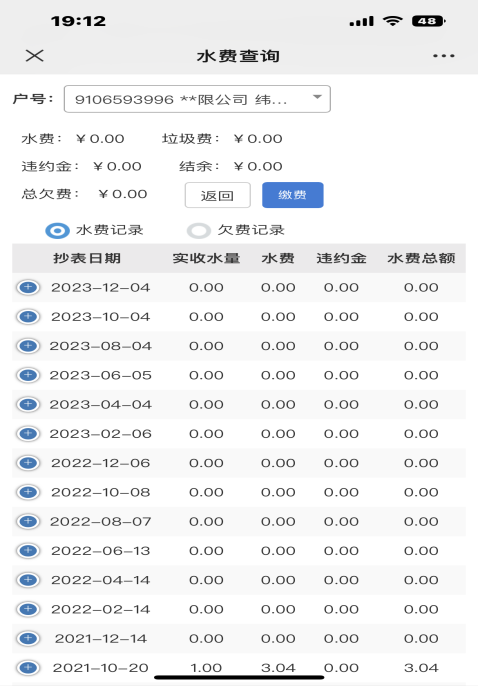 19:12 48
水费查询
户号： 9106593996 **限公司 纬...
水费：￥0.00 垃圾费：￥0.00
违约金：￥0.00 结余：￥0.00
总欠费：￥0.00 返回 缴费
水费记录 欠费记录
抄表日期 实收水量 水费 违约金 水费总额
2023-12-04 0.00 0.00 0.00 0.00
2023-10-04 0.00 0.00 0.00 0.00
2023-08-04 0.00 0.00 0.00 0.00
2023-06-05 0.00 0.00 0.00 0.00
2023-04-04 0.00 0.00 0.00 0.00
2023-02-06 0.00 0.00 0.00 0.00
2022-12-06 0.00 0.00 0.00 0.00
2022-10-08 0.00 0.00 0.00 0.00
2022-08-07 0.00 0.00 0.00 0.00
2022-06-13 0.00 0.00 0.00 0.00
2022-04-14 0.00 0.00 0.00 0.00
2022-02-14 0.00 0.00 0.00 0.00
2021-12-14 0.00 0.00 0.00 0.00
2021-10-20 1.00 3.04 0.00 3.04